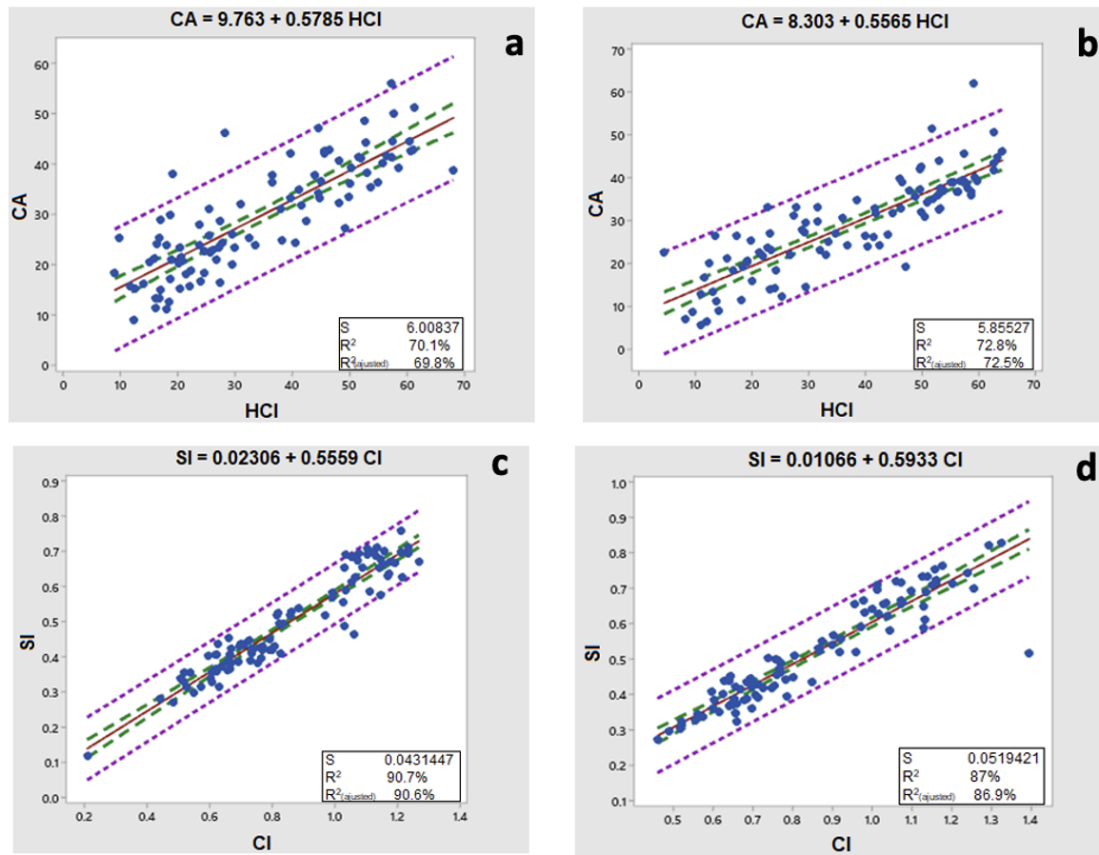 CA = 9.763 + 0.5785 HCI
a
60
50
40
30
20
10
0
CA
S 6.00837
R² 70.1%
R²(ajusted) 69.8%
0 10 20 30 40 50 60 70
HCI
CA = 8.303 + 0.5565 HCI
b
70
60
50
40
30
20
10
0
CA
S 5.85527
R² 72.8%
R²(ajusted) 72.5%
0 10 20 30 40 50 60 70
HCI
SI = 0.02306 + 0.5559 CI
c
0.9
0.8
0.7
0.6
0.5
0.4
0.3
0.2
0.1
0.0
SI
S 0.0431447
R² 90.7%
R²(ajusted) 90.6%
0.2 0.4 0.6 0.8 1.0 1.2 1.4
CI
SI = 0.01066 + 0.5933 CI
d
1.0
0.9
0.8
0.7
0.6
0.5
0.4
0.3
0.2
0.1
SI
S 0.0519421
R² 87%
R²(ajusted) 86.9%
0.5 0.6 0.7 0.8 0.9 1.0 1.1 1.2 1.3 1.4
CI